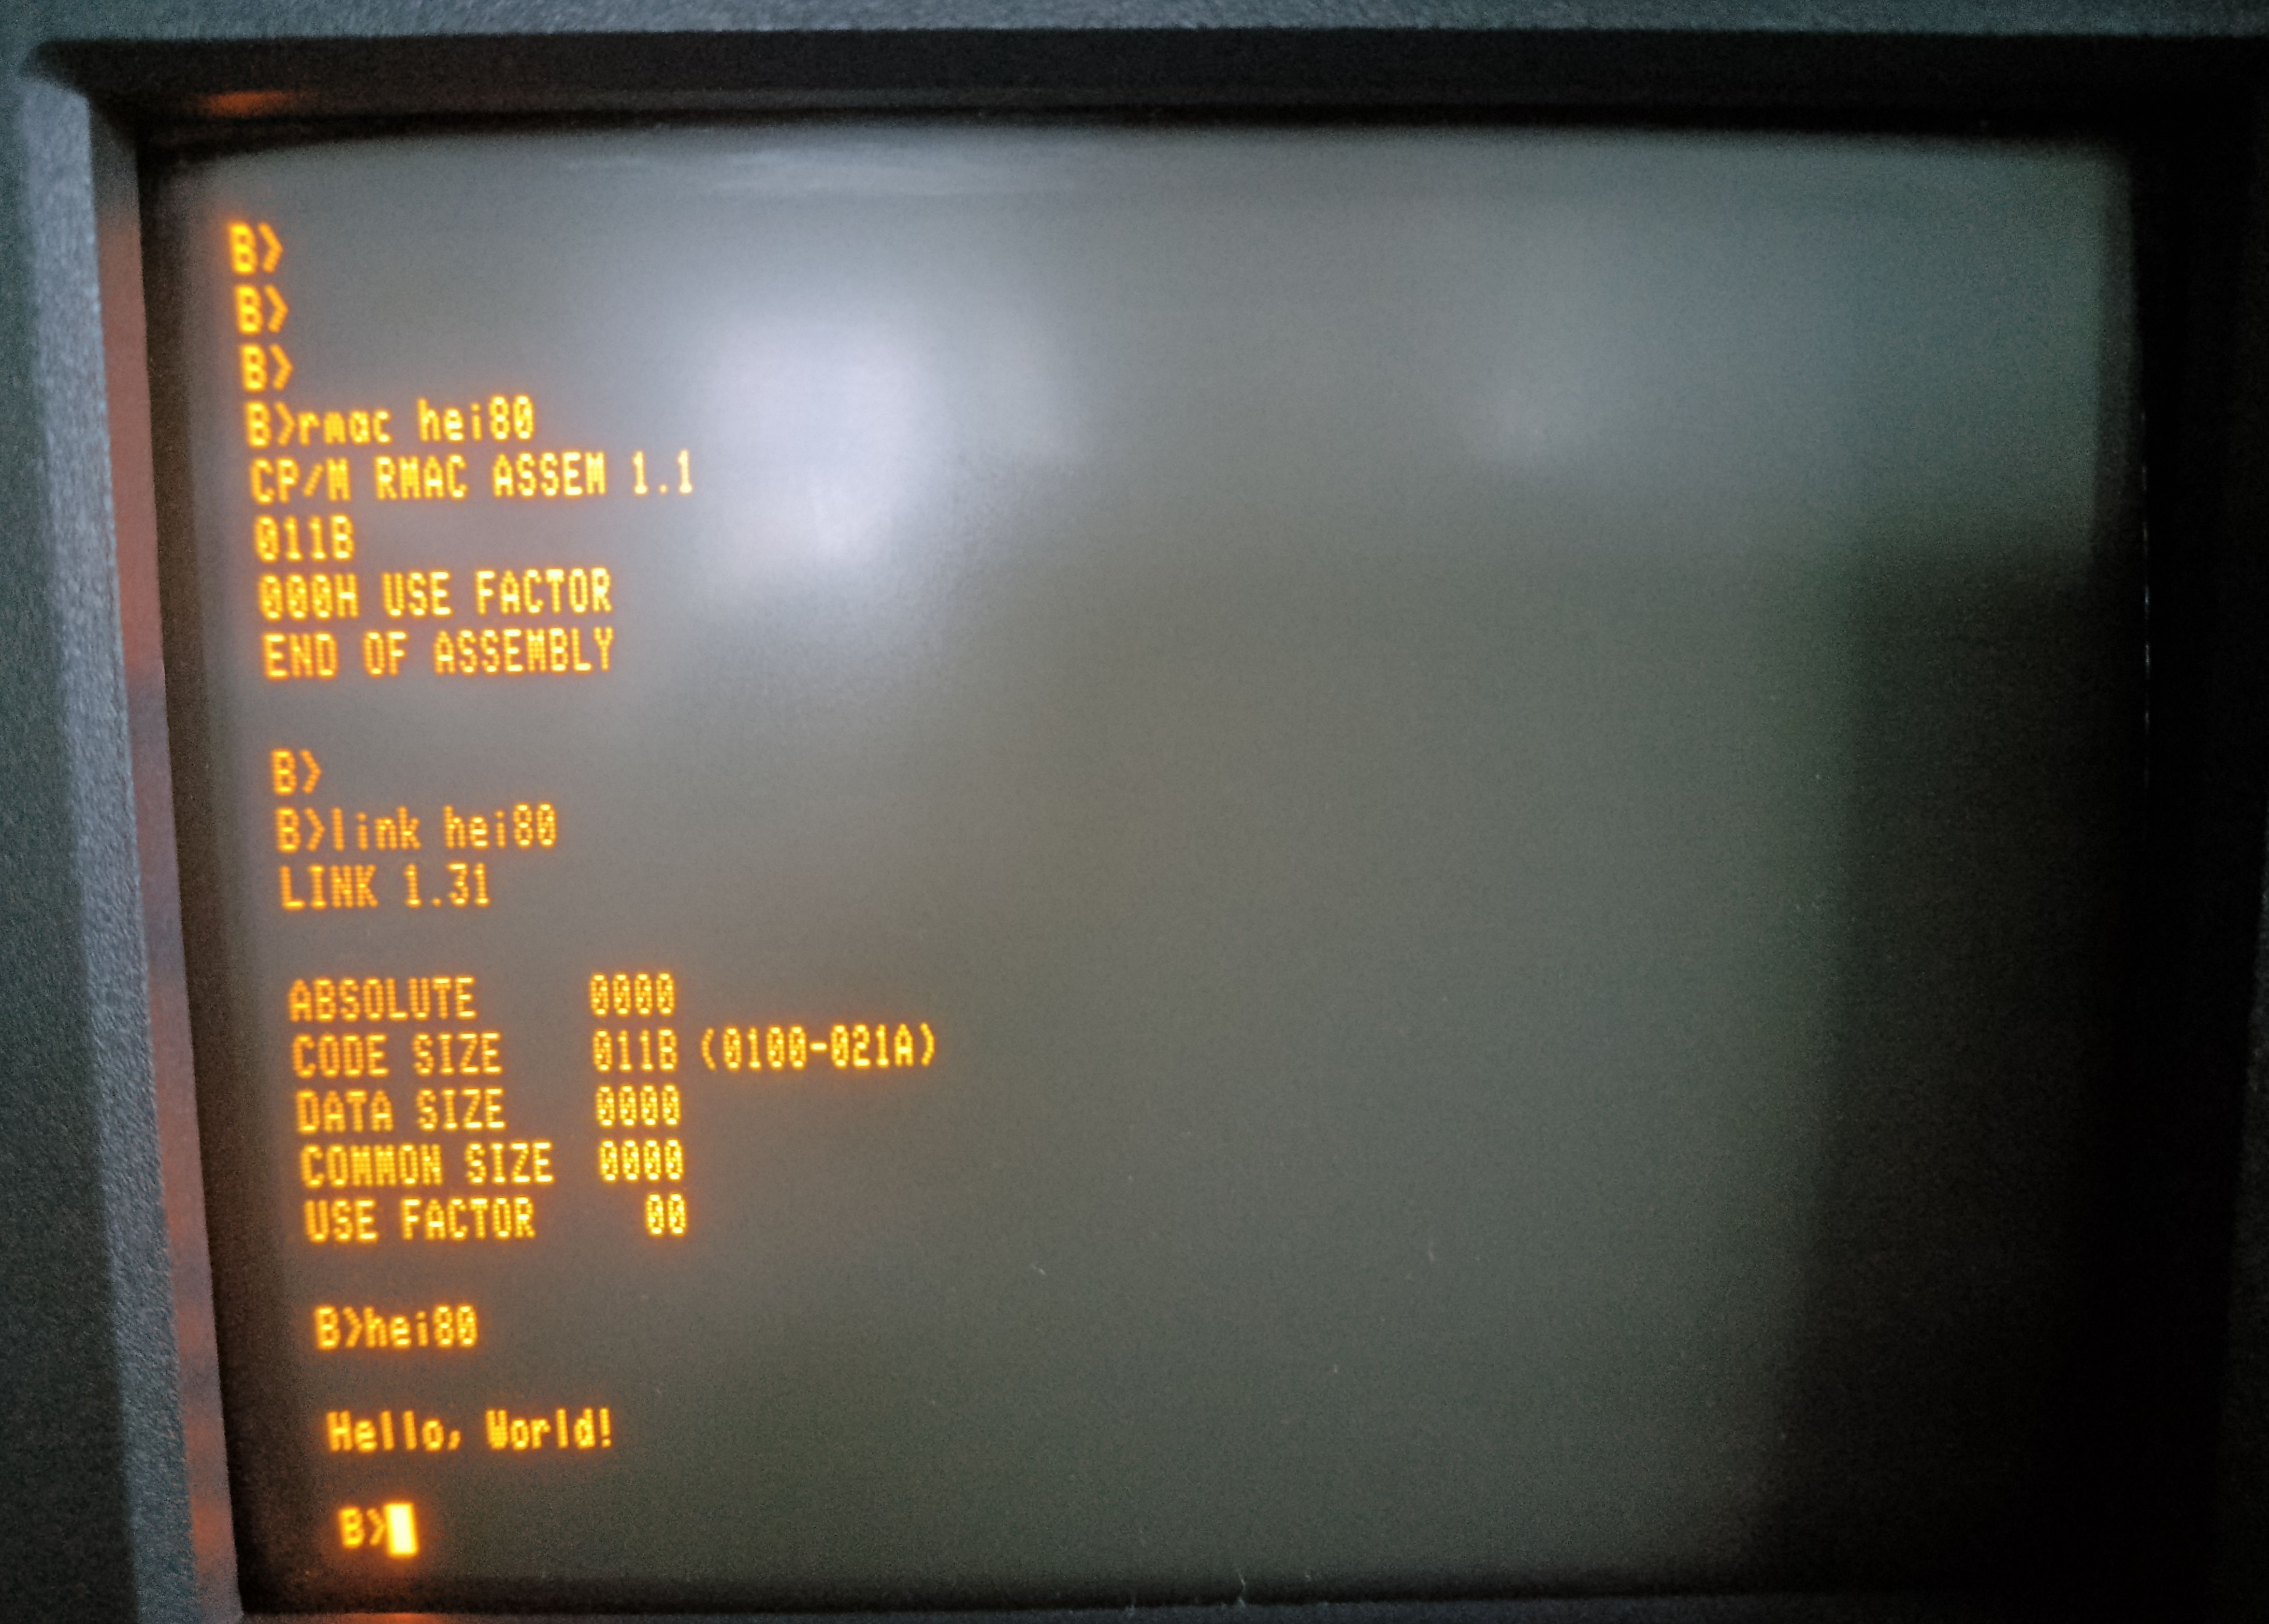 B>
B>
B>
B>rmac hei80
CP/M RMAC ASSEM 1.1
011B
000H USE FACTOR
END OF ASSEMBLY
B>
B>link hei80
LINK 1.31
ABSOLUTE     0000
CODE SIZE    011B (0100-021A)
DATA SIZE    0000
COMMON SIZE  0000
USE FACTOR     00
B>hei80
Hello, World!
B>